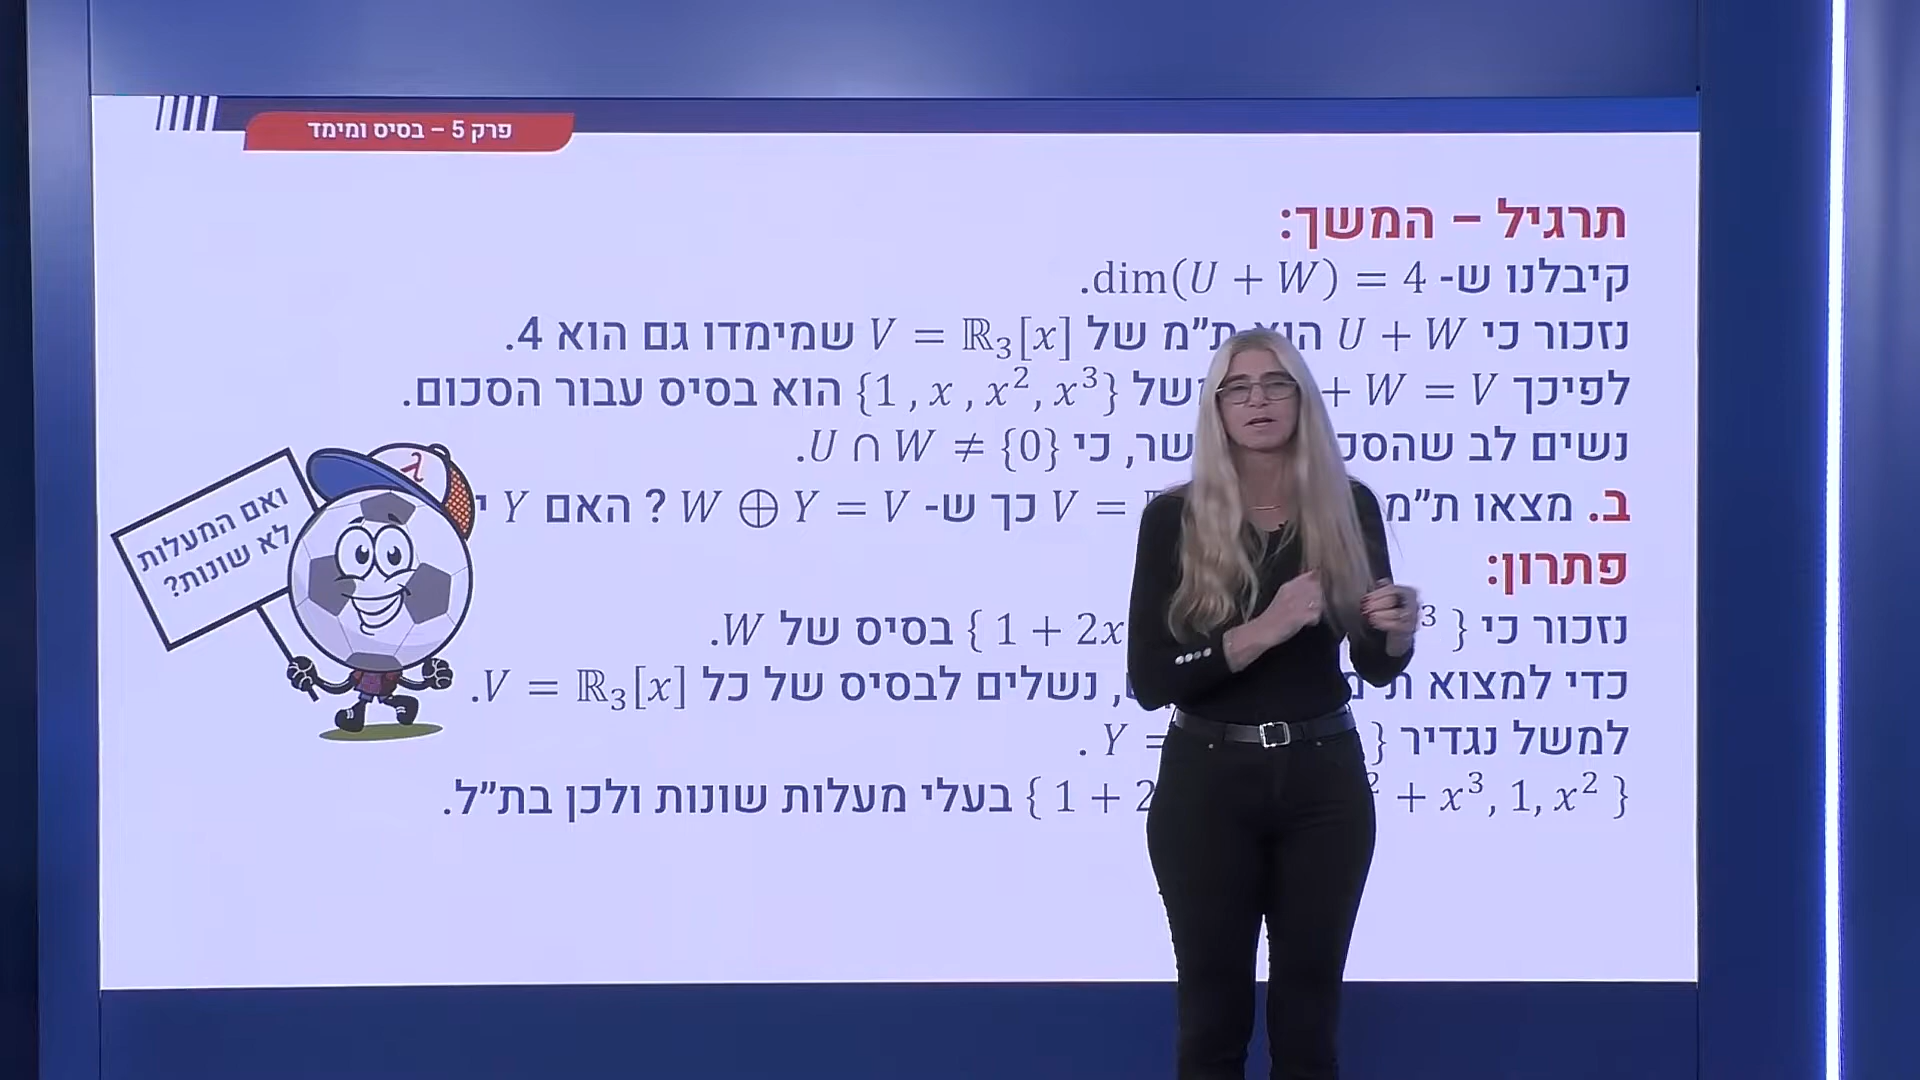 פרק 5 – בסיס ומימד
תרגיל – המשך:
קיבלנו ש- dim(U + W) = 4.
נזכור כי U + W הוא ת"מ של V = ℝ₃[x] שמימדו גם הוא 4.
לפיכך + W = V של {1 , x , x², x³} הוא בסיס עבור הסכום.
נשים לב כי U ∩ W ≠ {0}.
ב. מצאו ת"מ V = כך ש- W ⊕ Y = V ? האם Y
פתרון:
נזכור כי { 1 + 2x ³ } בסיס של W.
כדי למצוא נשלים לבסיס של כל V = ℝ₃[x].
למשל נגדיר Y = } .
{ 1 + 2 ² + x³, 1, x² } בעלי מעלות שונות ולכן בת"ל.
ואם המעלות
לא שונות?
λ